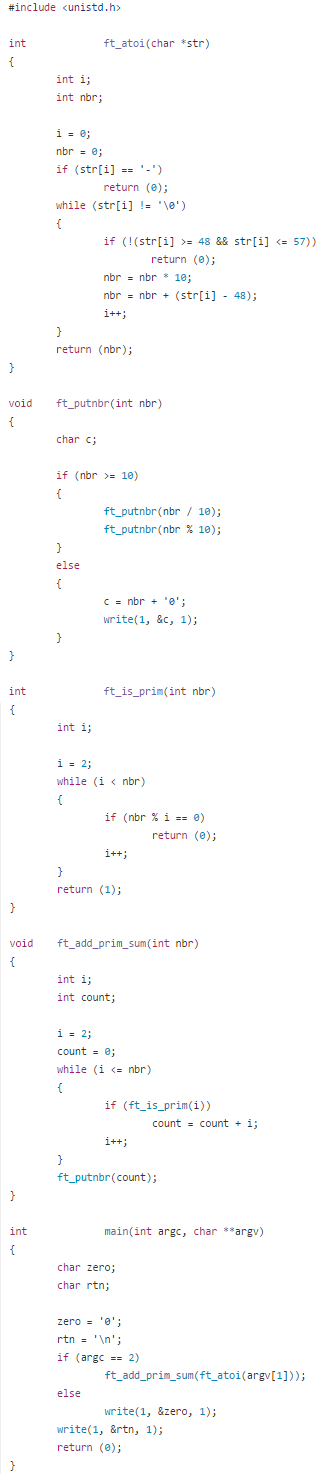 #include <unistd.h>
int ft_atoi(char *str)
{
int i;
int nbr;
i = 0;
nbr = 0;
if (str[i] == '-')
return (0);
while (str[i] != '\0')
{
if (!(str[i] >= 48 && str[i] <= 57))
return (0);
nbr = nbr * 10;
nbr = nbr + (str[i] - 48);
i++;
}
return (nbr);
}
void ft_putnbr(int nbr)
{
char c;
if (nbr >= 10)
{
ft_putnbr(nbr / 10);
ft_putnbr(nbr % 10);
}
else
{
c = nbr + '0';
write(1, &c, 1);
}
}
int ft_is_prim(int nbr)
{
int i;
i = 2;
while (i < nbr)
{
if (nbr % i == 0)
return (0);
i++;
}
return (1);
}
void ft_add_prim_sum(int nbr)
{
int i;
int count;
i = 2;
count = 0;
while (i <= nbr)
{
if (ft_is_prim(i))
count = count + i;
i++;
}
ft_putnbr(count);
}
int main(int argc, char **argv)
{
char zero;
char rtn;
zero = '0';
rtn = '\n';
if (argc == 2)
ft_add_prim_sum(ft_atoi(argv[1]));
else
write(1, &zero, 1);
write(1, &rtn, 1);
return (0);
}